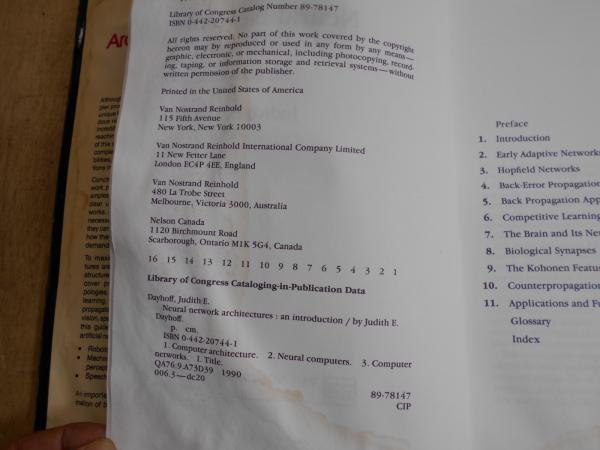 Library of Congress Catalog Number 89-78147
ISBN 0-442-20744-1
All rights reserved. No part of this work covered by the copyright
hereon may by reproduced or used in any form by any means—
graphic, electronic, or mechanical, including photocopying, record-
ing, taping, or information storage and retrieval systems—without
written permission of the publisher.
Printed in the United States of America
Van Nostrand Reinhold
115 Fifth Avenue
New York, New York 10003
Van Nostrand Reinhold International Company Limited
11 New Fetter Lane
London EC4P 4EE, England
Van Nostrand Reinhold
480 La Trobe Street
Melbourne, Victoria 3000, Australia
Nelson Canada
1120 Birchmount Road
Scarborough, Ontario M1K 5G4, Canada
16 15 14 13 12 11 10 9 8 7 6 5 4 3 2 1
Library of Congress Cataloging-in-Publication Data
Dayhoff, Judith E.
Neural network architectures : an introduction / by Judith E.
Dayhoff.
p. cm.
ISBN 0-442-20744-1
1. Computer architecture. 2. Neural computers. 3. Computer
networks. I. Title.
QA76.9.A73D39 1990
006.3—dc20
89-78147
CIP
Preface
1. Introduction
2. Early Adaptive Network
3. Hopfield Networks
4. Back-Error Propagation
5. Back Propagation App
6. Competitive Learning
7. The Brain and Its Ne
8. Biological Synapses
9. The Kohonen Featu
10. Counterpropagation
11. Applications and Fu
Glossary
Index